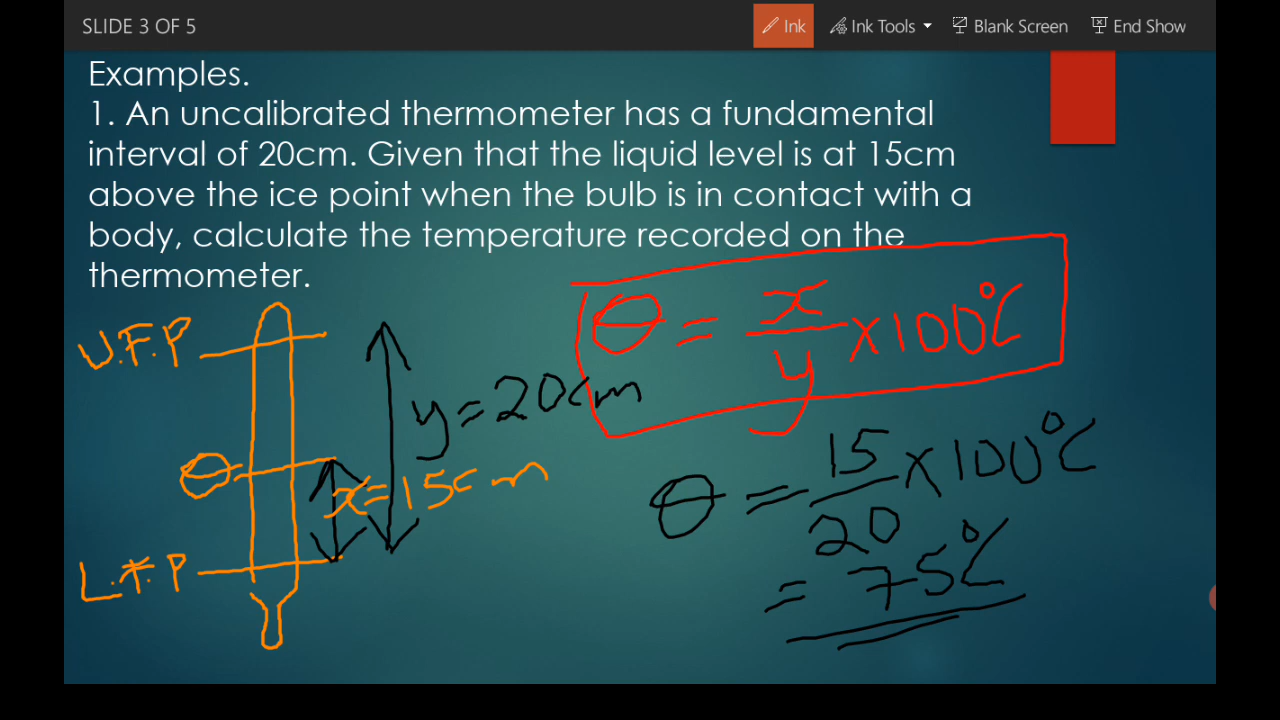 SLIDE 3 OF 5
Ink
Ink Tools
Blank Screen
End Show
Examples.
1. An uncalibrated thermometer has a fundamental
interval of 20cm. Given that the liquid level is at 15cm
above the ice point when the bulb is in contact with a
body, calculate the temperature recorded on the
thermometer.
θ = x/y × 100°C
U.F.P
y = 20cm
θ
x = 15cm
θ = 15/20 × 100°C
= 75°C
L.F.P